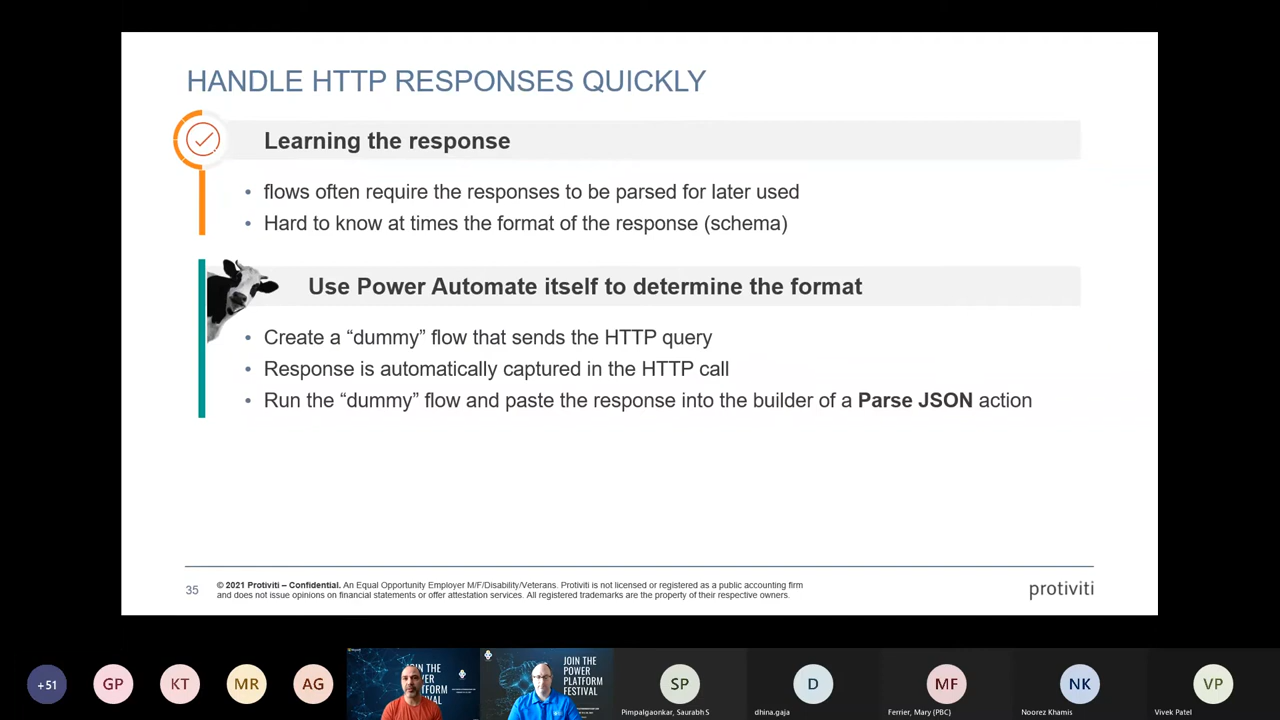 HANDLE HTTP RESPONSES QUICKLY
Learning the response
• flows often require the responses to be parsed for later used
• Hard to know at times the format of the response (schema)
Use Power Automate itself to determine the format
• Create a “dummy” flow that sends the HTTP query
• Response is automatically captured in the HTTP call
• Run the “dummy” flow and paste the response into the builder of a Parse JSON action
35
© 2021 Protiviti – Confidential. An Equal Opportunity Employer M/F/Disability/Veterans. Protiviti is not licensed or registered as a public accounting firm
and does not issue opinions on financial statements or offer attestation services. All registered trademarks are the property of their respective owners.
protiviti
+51
GP
KT
MR
AG
JOIN THE
POWER
PLATFORM
FESTIVAL
SP
D
MF
NK
VP
Pimpalgaonkar, Saurabh S
dhina.gaja
Ferrier, Mary (PBC)
Noorez Khamis
Vivek Patel